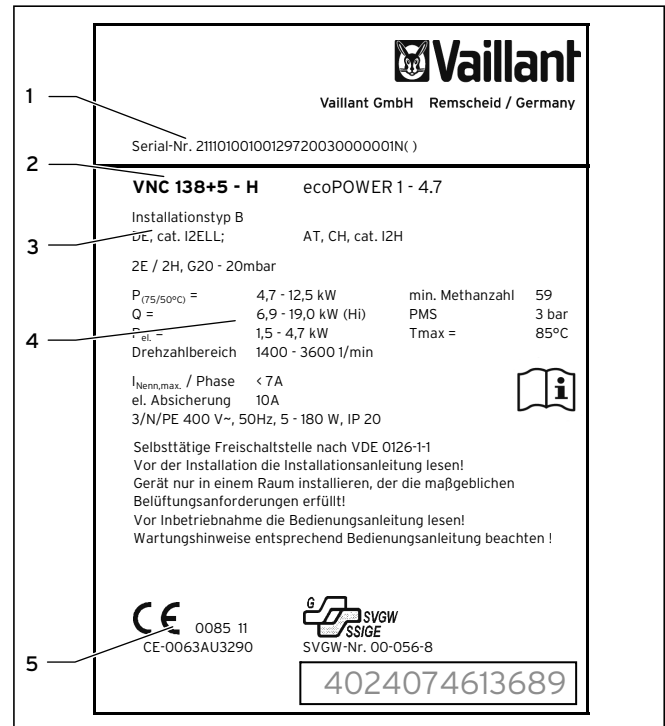 Vaillant
Vaillant GmbH Remscheid / Germany
1
Serial-Nr. 21110100100129720030000001N( )
2
VNC 138+5 - H ecoPOWER 1 - 4.7
Installationstyp B
3
DE, cat. I2ELL; AT, CH, cat. I2H
2E / 2H, G20 - 20mbar
P(75/50°C) = 4,7 - 12,5 kW min. Methanzahl 59
Q = 6,9 - 19,0 kW (Hi) PMS 3 bar
4
Pel. = 1,5 - 4,7 kW Tmax = 85°C
Drehzahlbereich 1400 - 3600 1/min
INenn,max. / Phase < 7A
el. Absicherung 10A
3/N/PE 400 V~, 50Hz, 5 - 180 W, IP 20
i
Selbsttätige Freischaltstelle nach VDE 0126-1-1
Vor der Installation die Installationsanleitung lesen!
Gerät nur in einem Raum installieren, der die maßgeblichen
Belüftungsanforderungen erfüllt!
Vor Inbetriebnahme die Bedienungsanleitung lesen!
Wartungshinweise entsprechend Bedienungsanleitung beachten !
CE 0085 11
CE-0063AU3290
G
SVGW
SSIGE
SVGW-Nr. 00-056-8
5
4024074613689